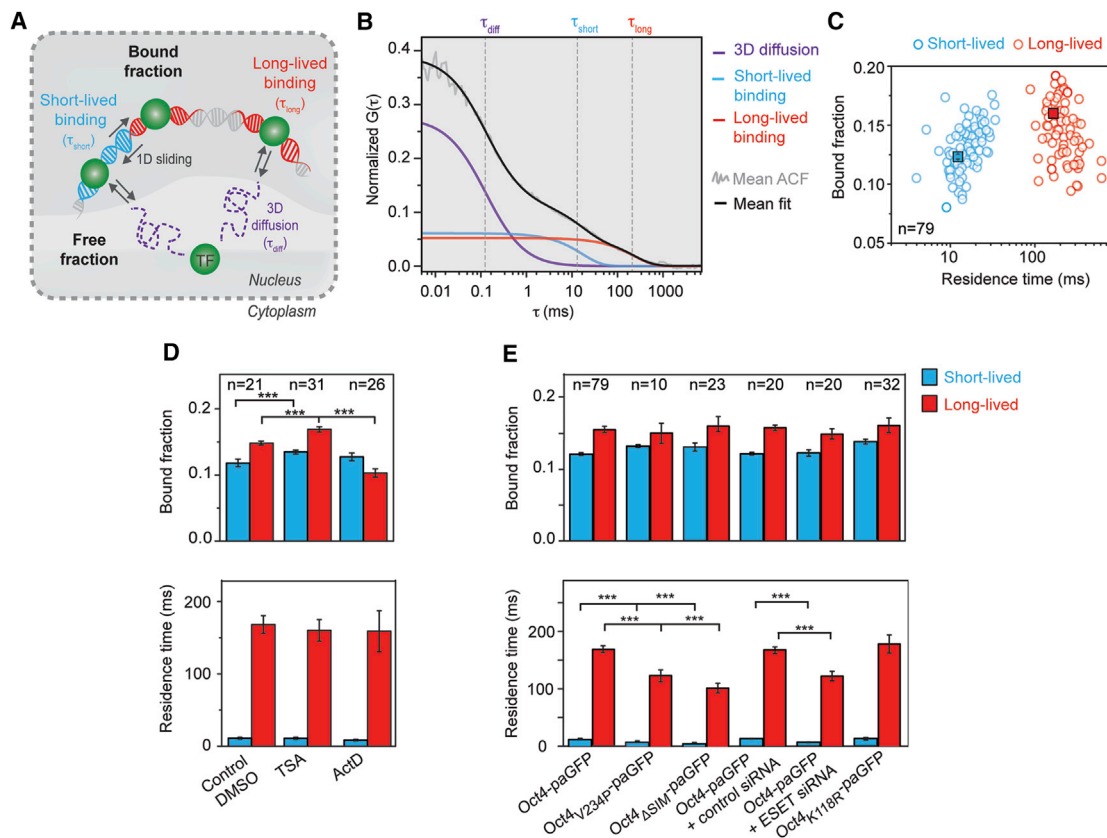 A
Bound
fraction
Short-lived
binding
(τshort)
Long-lived
binding
(τlong)
1D sliding
3D
diffusion
(τdiff)
Free
fraction
TF
Nucleus
Cytoplasm
B
τdiff
τshort
τlong
Normalized G(τ)
0.4
0.3
0.2
0.1
0.0
0.01
0.1
1
10
100
1000
τ (ms)
3D diffusion
Short-lived
binding
Long-lived
binding
Mean ACF
Mean fit
C
Short-lived
Long-lived
Bound fraction
0.20
0.15
0.10
0.05
n=79
10
100
Residence time (ms)
D
n=21
n=31
n=26
***
***
***
Bound fraction
0.2
0.1
0.0
Residence time (ms)
200
150
100
50
0
Control
DMSO
TSA
ActD
E
n=79
n=10
n=23
n=20
n=20
n=32
Short-lived
Long-lived
Bound fraction
0.2
0.1
0.0
Residence time (ms)
200
150
100
50
0
***
***
***
***
***
***
Oct4-paGFP
Oct4V234P-paGFP
Oct4ΔSIM-paGFP
Oct4-paGFP
+ control siRNA
Oct4-paGFP
+ ESET siRNA
Oct4K118R-paGFP